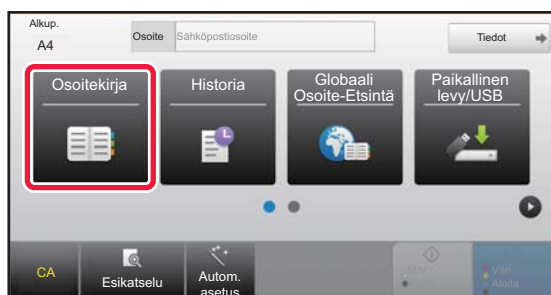 Alkup.
A4
Osoite
Sähköpostiosoite
Tiedot
Osoitekirja
Historia
Globaali
Osoite-Etsintä
Paikallinen
levy/USB
CA
Esikatselu
Autom.
asetus
M/V
Väri
Aloita